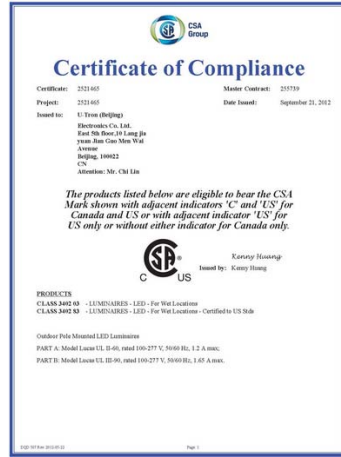 CSA
Group
Certificate of Compliance
Certificate: 2521465 Master Contract: 255739
Project: 2521465 Date Issued: September 21, 2012
Issued to: U-Tron (Beijing)
Electronics Co. Ltd.
East 5th floor,10 Lang jia
yuan Jian Guo Men Wai
Avenue
Beijing, 100022
CN
Attention: Mr. Chi Liu
The products listed below are eligible to bear the CSA
Mark shown with adjacent indicators 'C' and 'US' for
Canada and US or with adjacent indicator 'US' for
US only or without either indicator for Canada only.
C US
Kenny Huang
Issued by: Kenny Huang
PRODUCTS
CLASS 3402 03 - LUMINAIRES - LED - For Wet Locations
CLASS 3402 83 - LUMINAIRES - LED - For Wet Locations - Certified to US Stds
Outdoor Pole Mounted LED Luminaires
PART A: Model Lucas UL II-60, rated 100-277 V, 50/60 Hz, 1.2 A max;
PART B: Model Lucas UL III-90, rated 100-277 V, 50/60 Hz, 1.65 A max.
Page 1